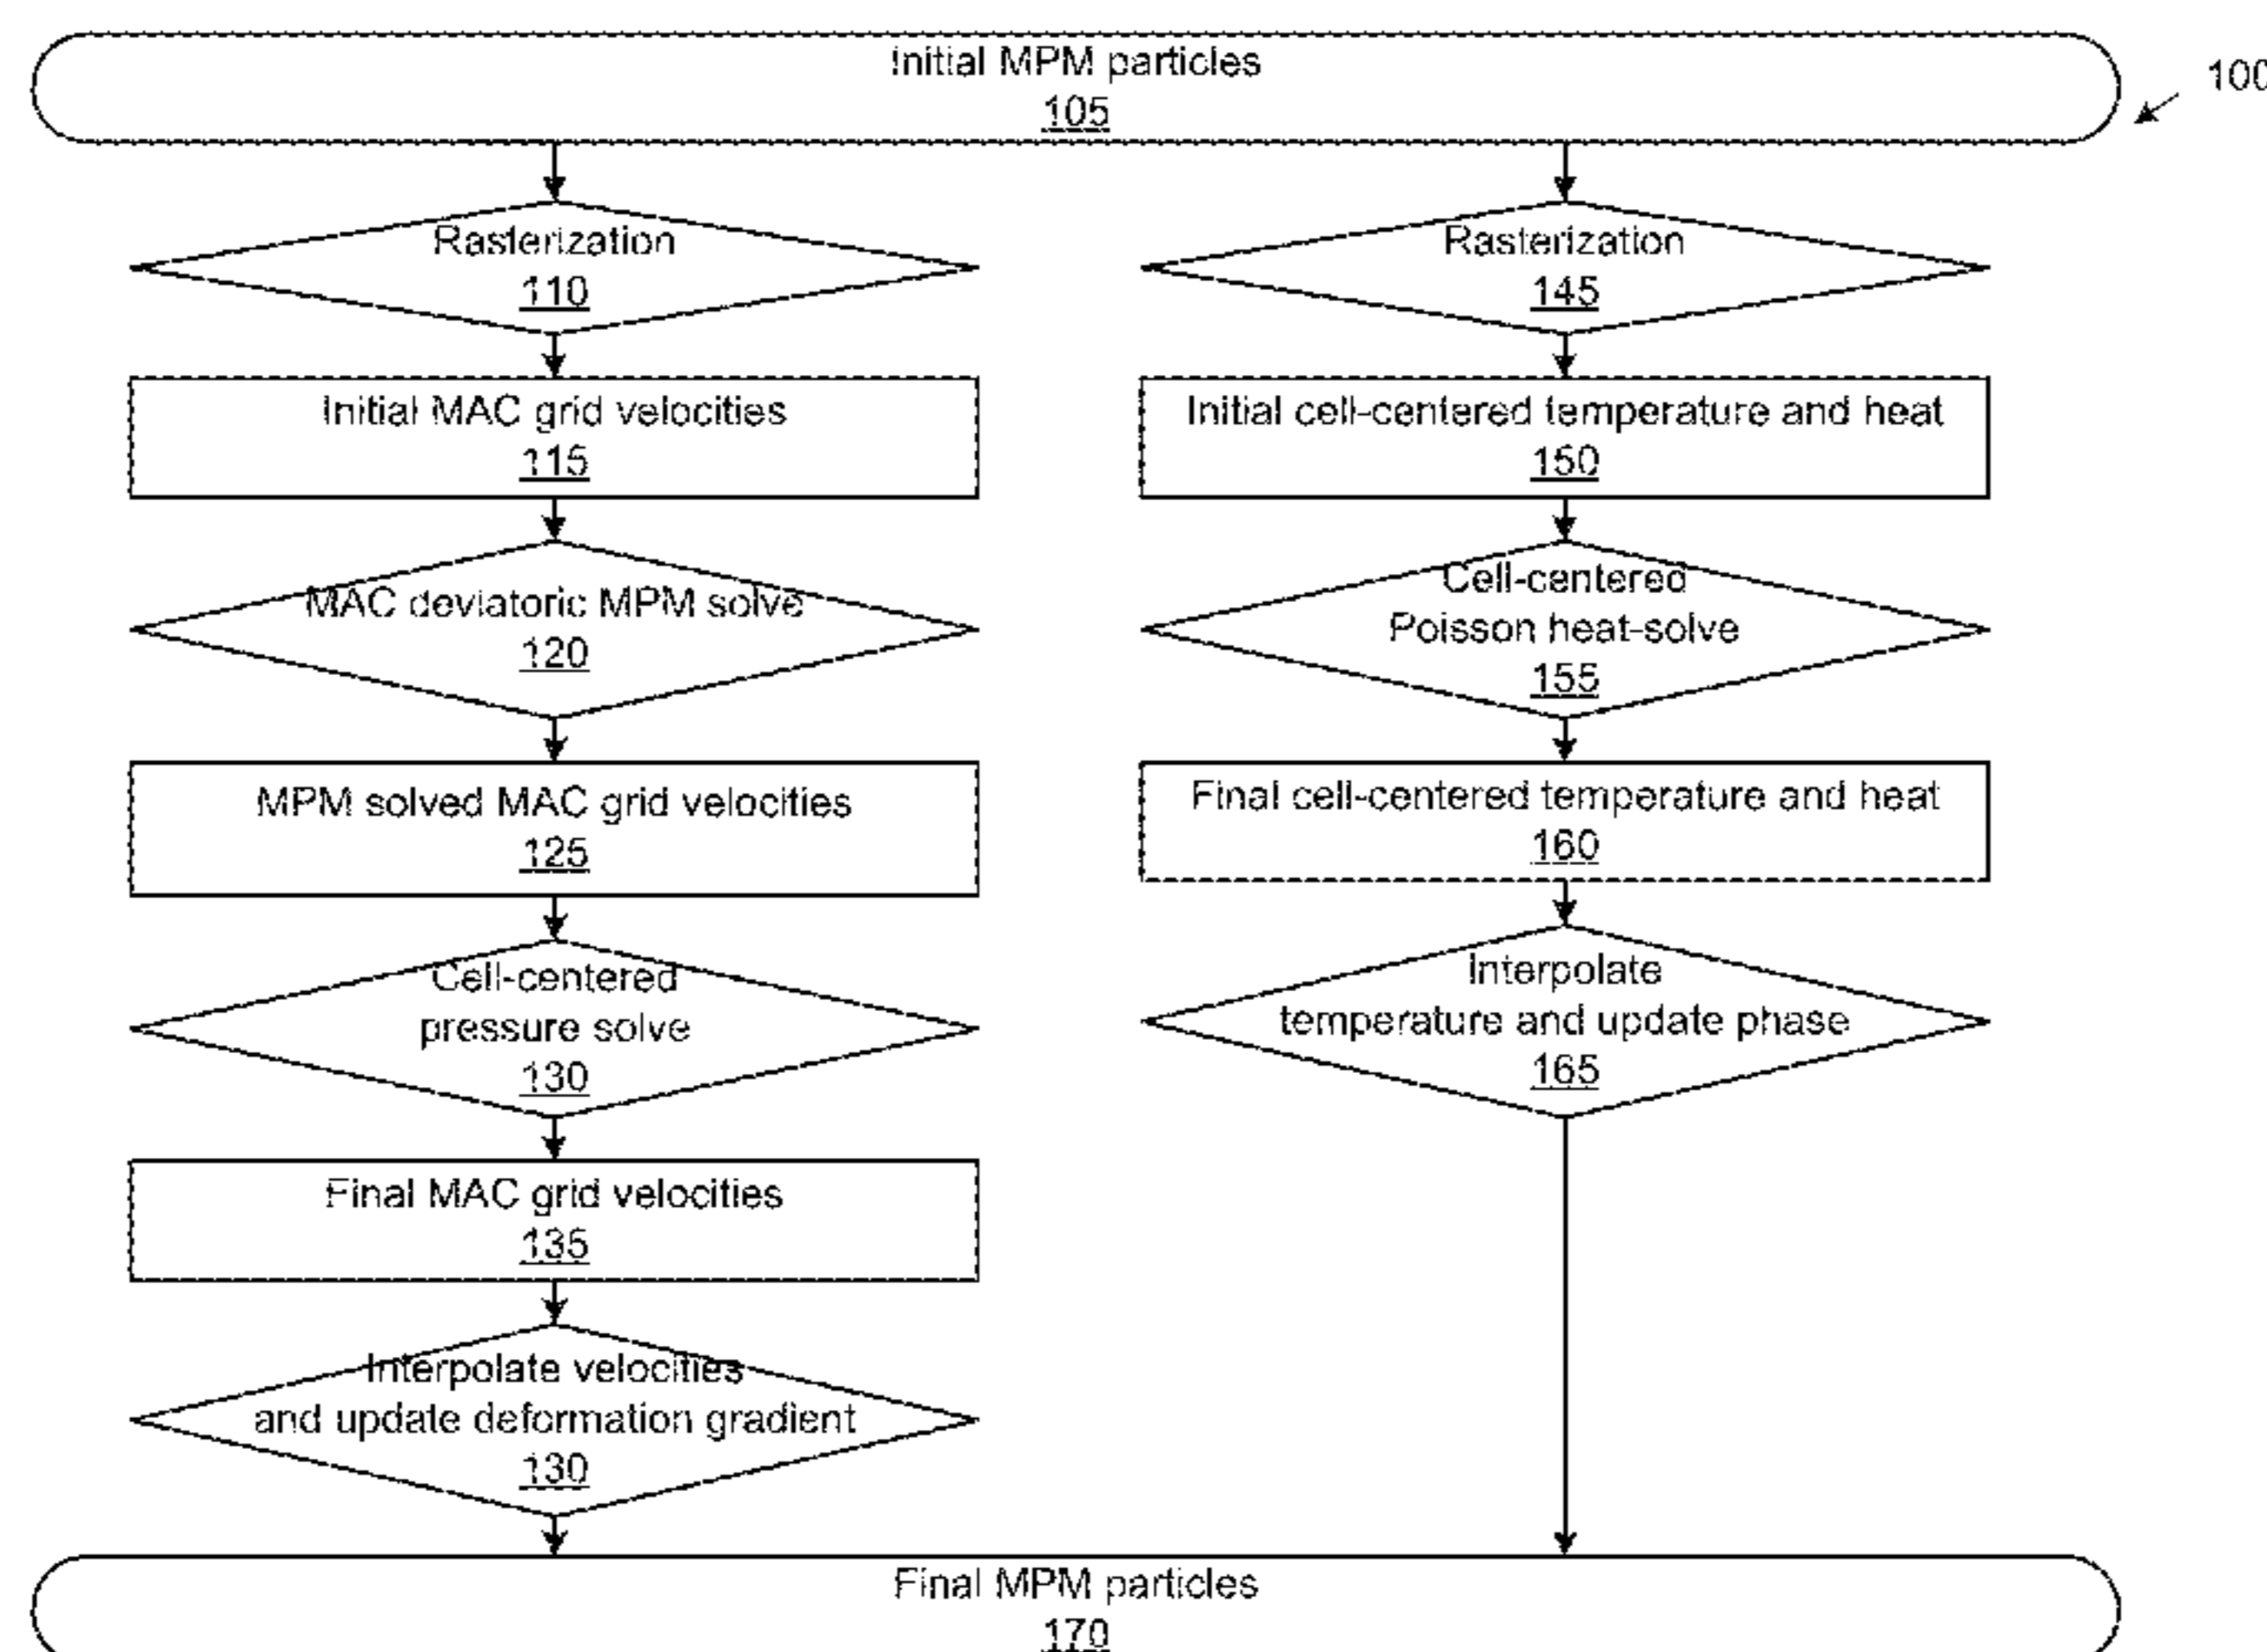 Initial MPM particles
105
100
Rasterization
110
Initial MAC grid velocities
115
MAC deviatoric MPM solve
120
MPM solved MAC grid velocities
125
Cell-centered
pressure solve
130
Final MAC grid velocities
135
Interpolate velocities
and update deformation gradient
130
Rasterization
145
Initial cell-centered temperature and heat
150
Cell-centered
Poisson heat-solve
155
Final cell-centered temperature and heat
160
Interpolate
temperature and update phase
165
Final MPM particles
170